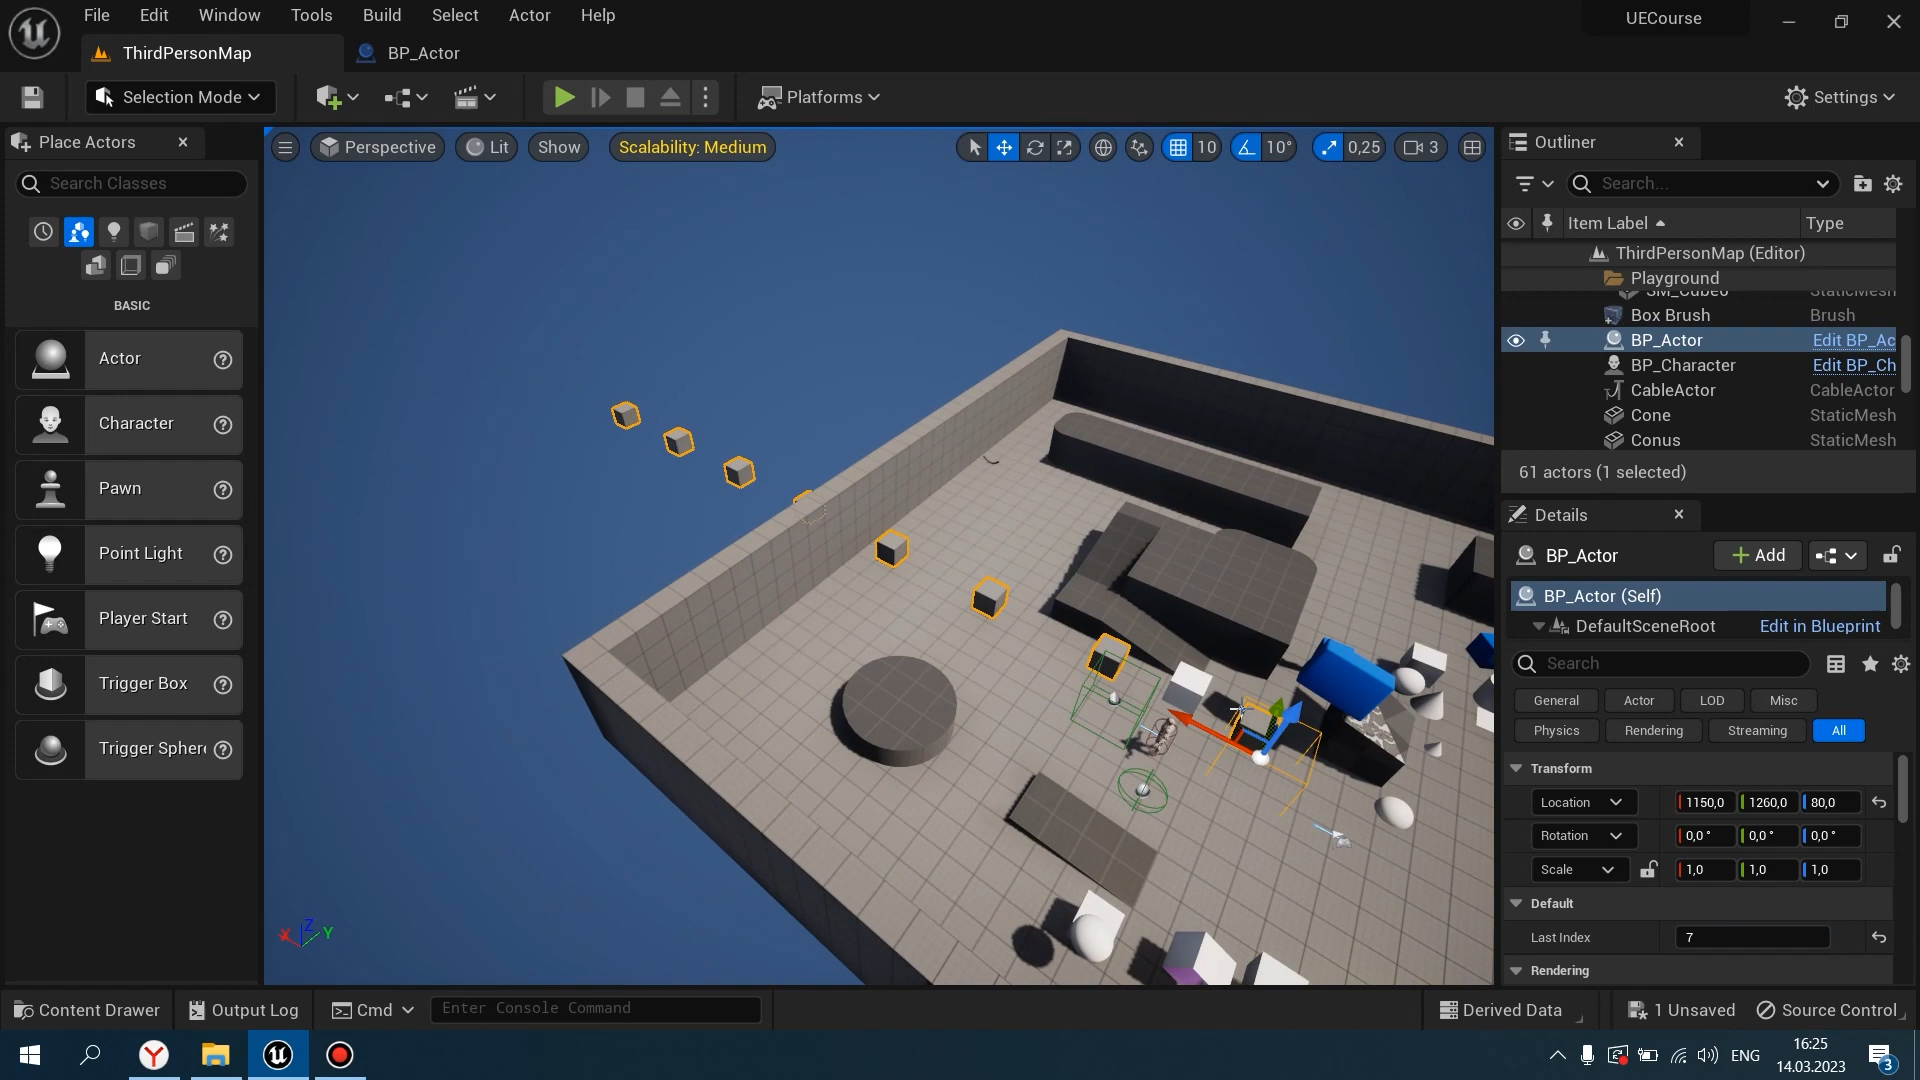 File Edit Window Tools Build Select Actor Help
UECourse
ThirdPersonMap
BP_Actor
Selection Mode
Platforms
Settings
Place Actors
Search Classes
BASIC
Actor
Character
Pawn
Point Light
Player Start
Trigger Box
Trigger Sphere
Perspective
Lit
Show
Scalability: Medium
10
10°
0,25
3
X
Z
Y
Outliner
Search...
Item Label
Type
ThirdPersonMap (Editor)
Playground
SM_Cube6 StaticMesh
Box Brush Brush
BP_Actor Edit BP_Ac
BP_Character Edit BP_Ch
CableActor CableActor
Cone StaticMesh
Conus StaticMesh
61 actors (1 selected)
Details
BP_Actor
Add
BP_Actor (Self)
DefaultSceneRoot Edit in Blueprint
Search
General Actor LOD Misc
Physics Rendering Streaming All
Transform
Location 1150,0 1260,0 80,0
Rotation 0,0 ° 0,0 ° 0,0 °
Scale 1,0 1,0 1,0
Default
Last Index 7
Rendering
Content Drawer
Output Log
Cmd
Enter Console Command
Derived Data
1 Unsaved
Source Control
ENG
16:25
14.03.2023
3